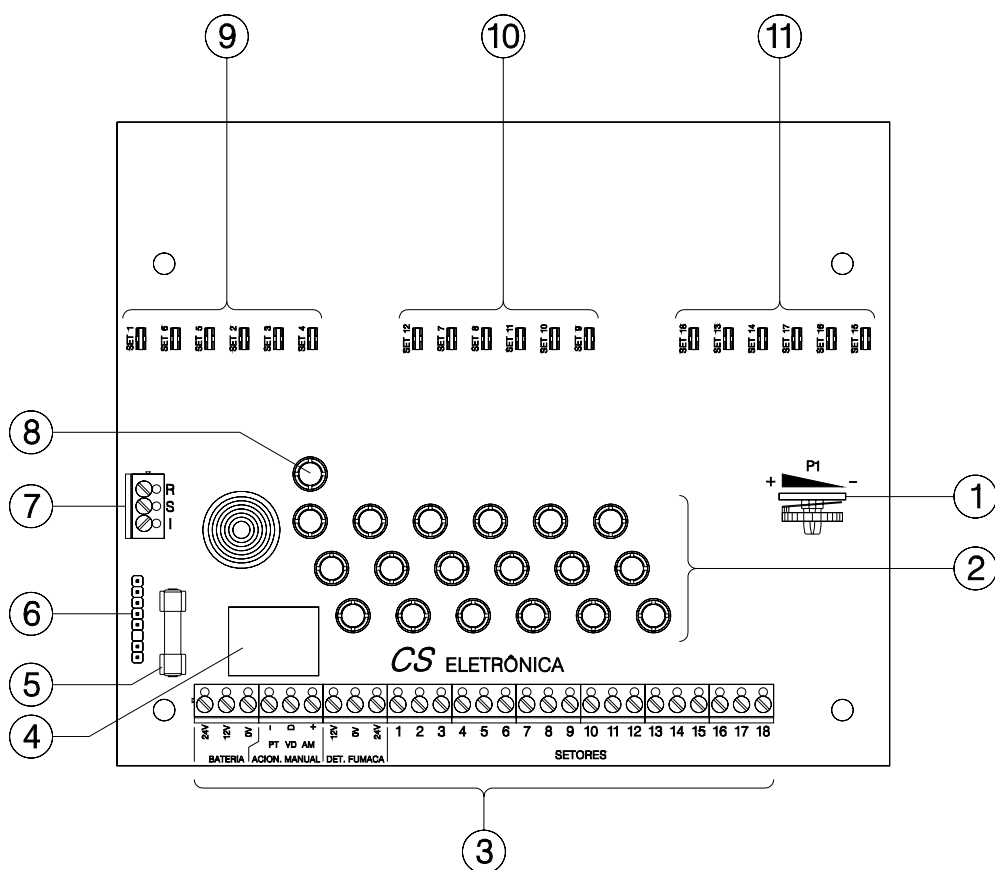 9 10 11
SET 1 SET 6 SET 5 SET 2 SET 3 SET 4 SET 12 SET 7 SET 8 SET 11 SET 10 SET 9 SET 18 SET 13 SET 14 SET 17 SET 16 SET 15
8
P1
+ −
7
R
S
I
1
2
6
5
CS ELETRÔNICA
4
24V 12V 0V − D + 12V 0V 24V 1 2 3 4 5 6 7 8 9 10 11 12 13 14 15 16 17 18
PT VD AM
BATERIA ACION. MANUAL DET. FUMACA SETORES
3